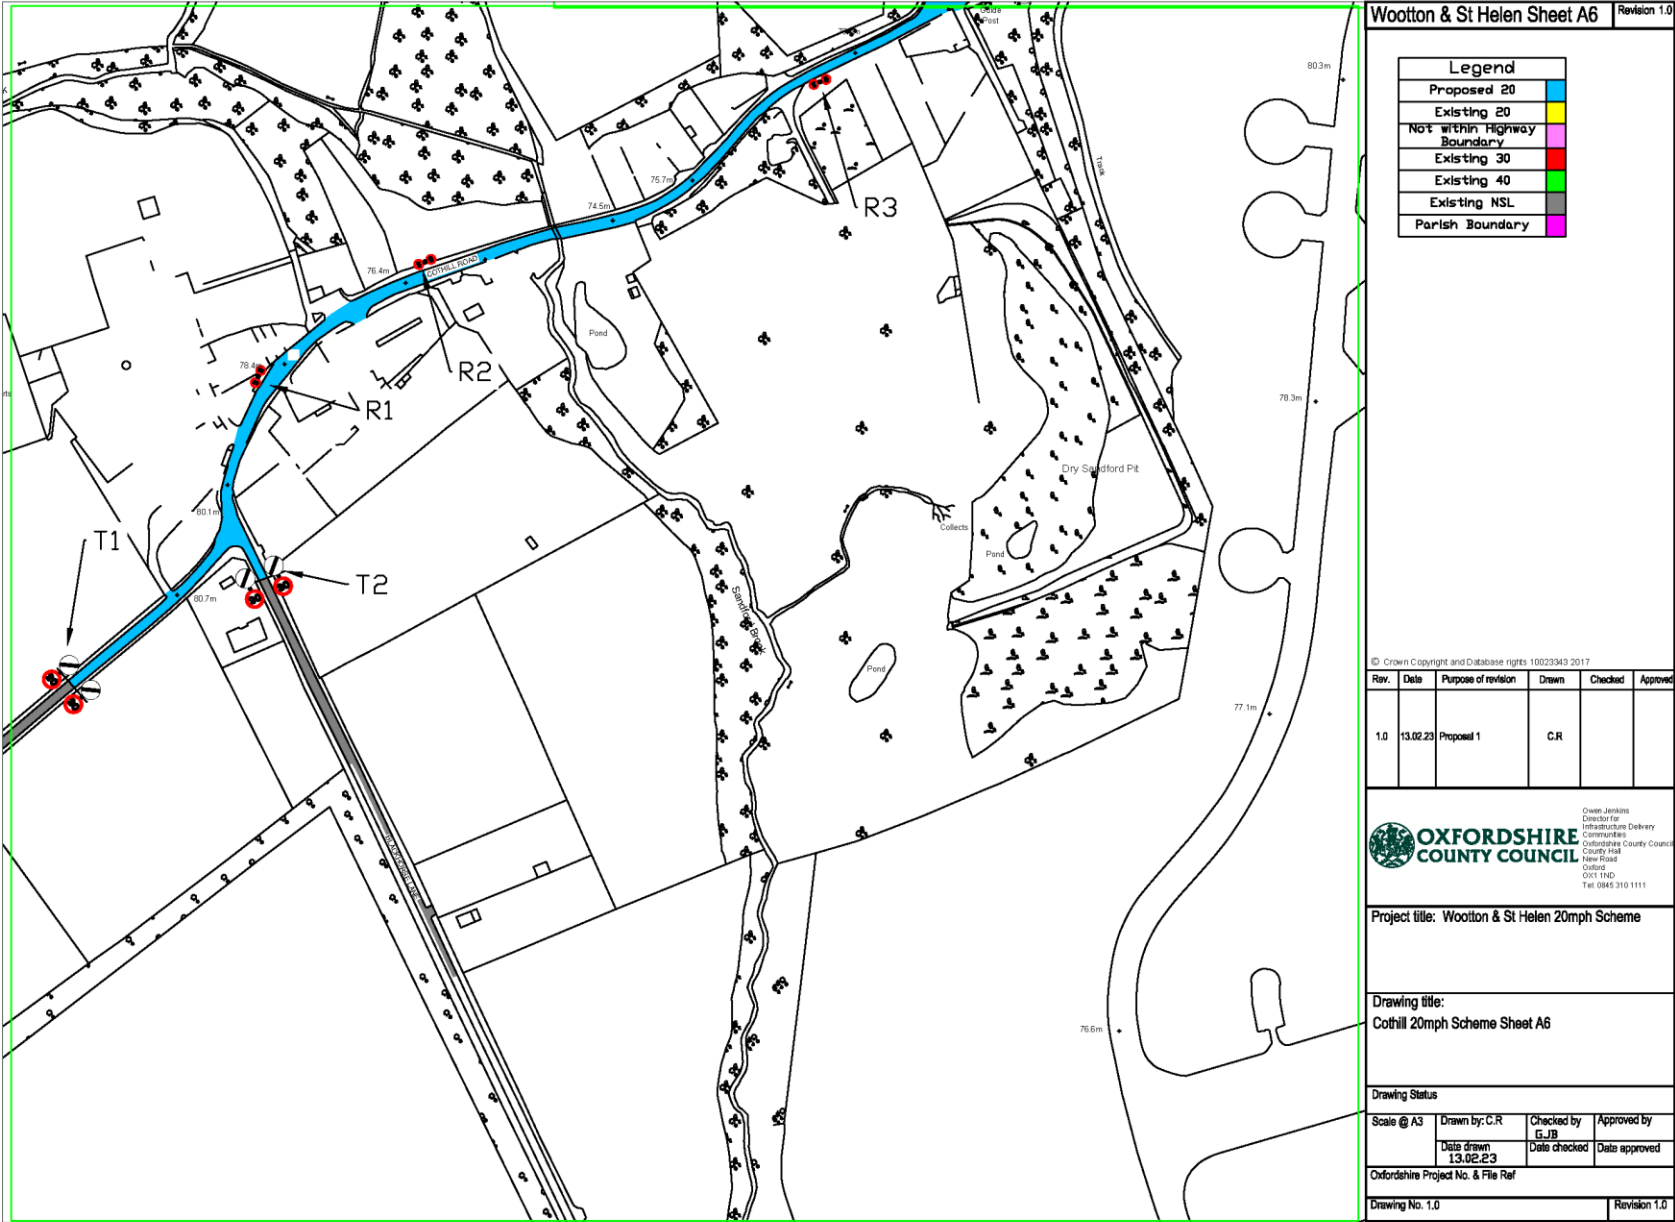 Wootton & St Helen Sheet A6
Revision 1.0
Legend
Proposed 20
Existing 20
Not within Highway
Boundary
Existing 30
Existing 40
Existing NSL
Parish Boundary
Guide
Post
80.3m
Track
75.7m
R3
74.5m
76.4m
COTHILL ROAD
Pond
78.4m
R2
R1
78.3m
Dry Sandford Pit
80.1m
Collects
T1
Pond
T2
80.7m
Sandford Brook
Pond
77.1m
BLACKHORSE LANE
76.6m
© Crown Copyright and Database rights 10023343 2017
Rev. Date Purpose of revision Drawn Checked Approved
1.0 13.02.23 Proposal 1 C.R
OXFORDSHIRE
COUNTY COUNCIL
Owen Jenkins
Director for
Infrastructure Delivery
Communities
Oxfordshire County Council
County Hall
New Road
Oxford
OX1 1ND
Tel: 0845 310 1111
Project title: Wootton & St Helen 20mph Scheme
Drawing title:
Cothill 20mph Scheme Sheet A6
Drawing Status
Scale @ A3
Drawn by: C.R
Checked by
GJB
Approved by
Date drawn
13.02.23
Date checked
Date approved
Oxfordshire Project No. & File Ref
Drawing No. 1.0
Revision 1.0